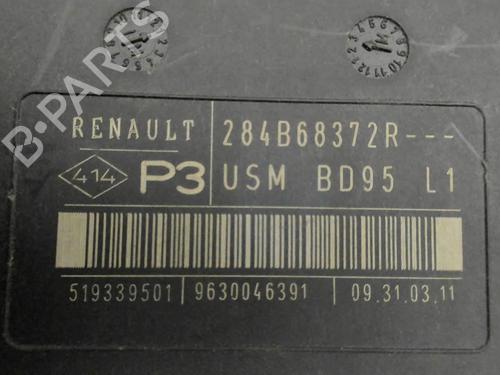 RENAULT 284B68372R---
414 P3 USM BD95 L1
519339501 9630046391 09.31.03.11
B-PARTS